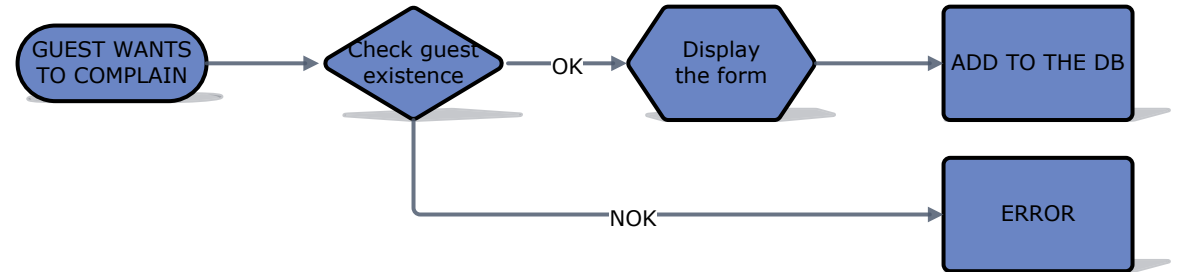 GUEST WANTS
TO COMPLAIN
Check guest
existence
OK
Display
the form
ADD TO THE DB
NOK
ERROR